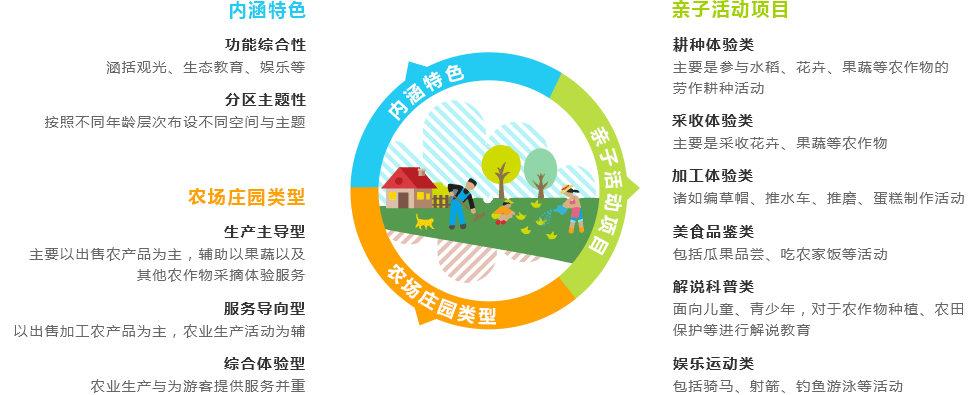 内涵特色
功能综合性
涵括观光、生态教育、娱乐等
分区主题性
按照不同年龄层次布设不同空间与主题
农场庄园类型
生产主导型
主要以出售农产品为主，辅助以果蔬以及
其他农作物采摘体验服务
服务导向型
以出售加工农产品为主，农业生产活动为辅
综合体验型
农业生产与为游客提供服务并重
内涵特色
亲子活动项目
农场庄园类型
亲子活动项目
耕种体验类
主要是参与水稻、花卉、果蔬等农作物的
劳作耕种活动
采收体验类
主要是采收花卉、果蔬等农作物
加工体验类
诸如编草帽、推水车、推磨、蛋糕制作活动
美食品鉴类
包括瓜果品尝、吃农家饭等活动
解说科普类
面向儿童、青少年，对于农作物种植、农田
保护等进行解说教育
娱乐运动类
包括骑马、射箭、钓鱼游泳等活动